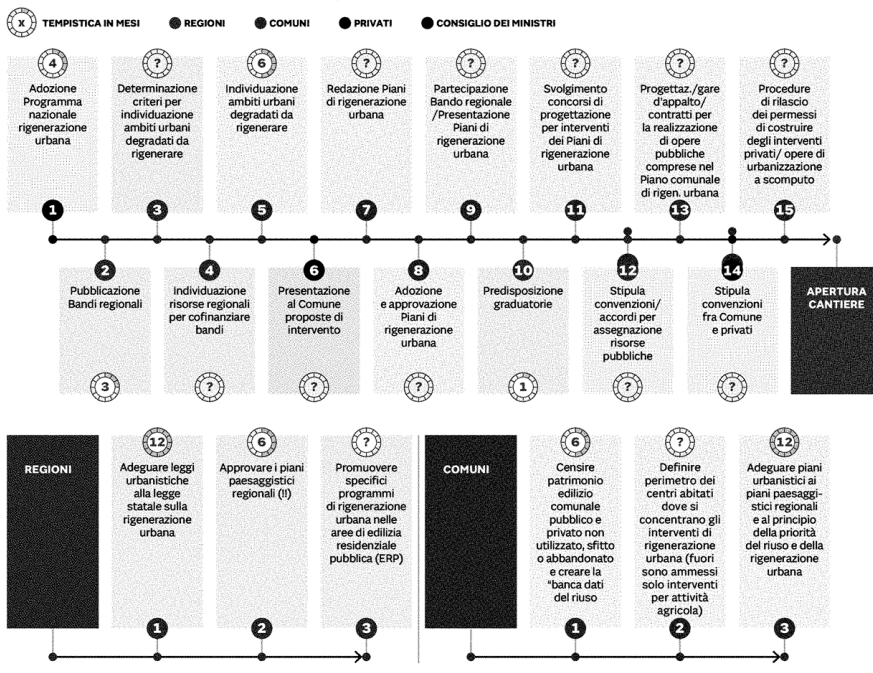 X TEMPISTICA IN MESI REGIONI COMUNI PRIVATI CONSIGLIO DEI MINISTRI
4
Adozione
Programma
nazionale
rigenerazione
urbana
1
?
Determinazione
criteri per
individuazione
ambiti urbani
degradati da
rigenerare
3
6
Individuazione
ambiti urbani
degradati da
rigenerare
5
?
Redazione Piani
di rigenerazione
urbana
7
?
Partecipazione
Bando regionale
/Presentazione
Piani di
rigenerazione
urbana
9
?
Svolgimento
concorsi di
progettazione
per interventi
dei Piani di
rigenerazione
urbana
11
?
Progettaz./gare
d'appalto/
contratti per
la realizzazione
di opere
pubbliche
comprese nel
Piano comunale
di rigen. urbana
13
?
Procedure
di rilascio
dei permessi
di costruire
degli interventi
privati/ opere di
urbanizzazione
a scomputo
15
2
Pubblicazione
Bandi regionali
3
4
Individuazione
risorse regionali
per cofinanziare
bandi
?
6
Presentazione
al Comune
proposte di
intervento
?
8
Adozione
e approvazione
Piani di
rigenerazione
urbana
?
10
Predisposizione
graduatorie
1
12
Stipula
convenzioni/
accordi per
assegnazione
risorse
pubbliche
?
14
Stipula
convenzioni
fra Comune
e privati
?
APERTURA
CANTIERE
REGIONI
12
Adeguare leggi
urbanistiche
alla legge
statale sulla
rigenerazione
urbana
1
6
Approvare i piani
paesaggistici
regionali (!!)
2
?
Promuovere
specifici
programmi
di rigenerazione
urbana nelle
aree di edilizia
residenziale
pubblica (ERP)
3
COMUNI
6
Censire
patrimonio
edilizio
comunale
pubblico e
privato non
utilizzato, sfitto
o abbandonato
e creare la
"banca dati
del riuso
1
?
Definire
perimetro dei
centri abitati
dove si
concentrano gli
interventi di
rigenerazione
urbana (fuori
sono ammessi
solo interventi
per attività
agricola)
2
12
Adeguare piani
urbanistici ai
piani paesaggi-
stici regionali
e al principio
della priorità
del riuso e della
rigenerazione
urbana
3